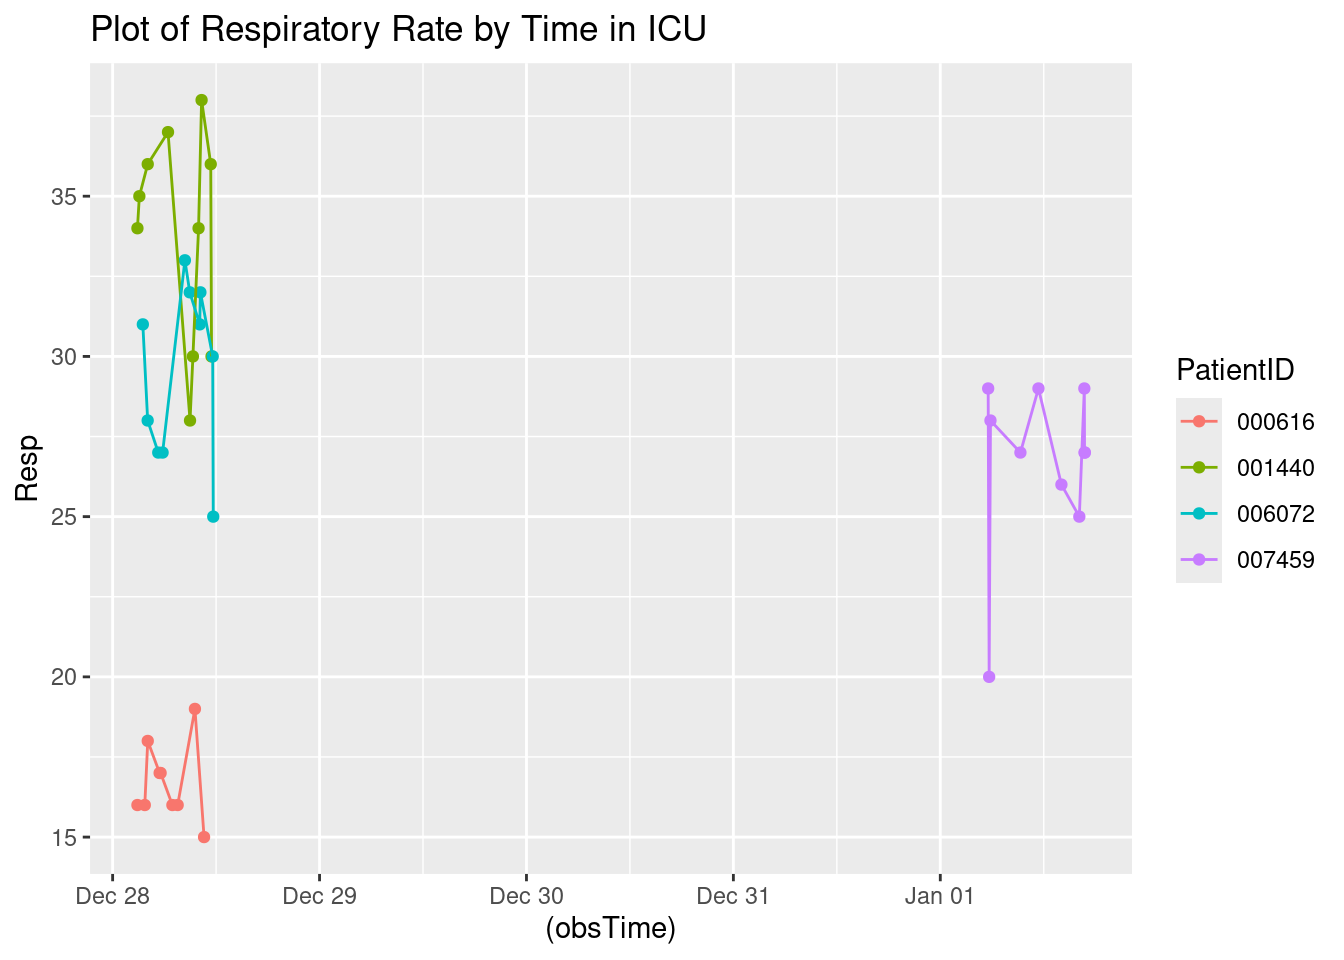 Plot of Respiratory Rate by Time in ICU
Resp
35
30
25
20
15
Dec 28
Dec 29
Dec 30
Dec 31
Jan 01
(obsTime)
PatientID
000616
001440
006072
007459